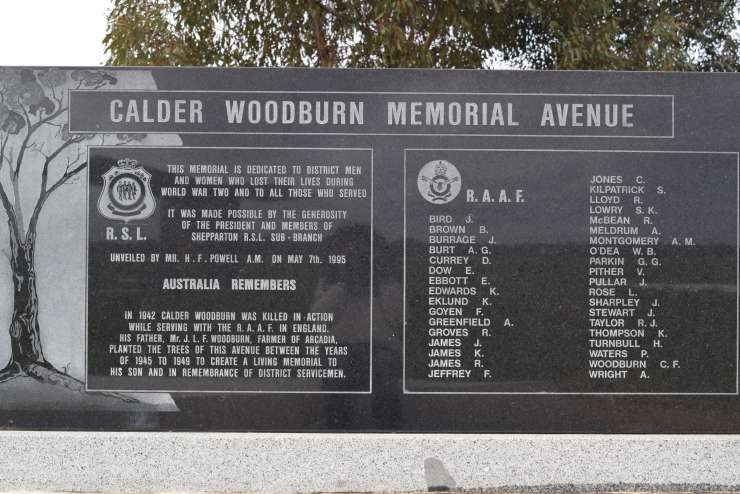 CALDER WOODBURN MEMORIAL AVENUE
R.S.L.
THIS MEMORIAL IS DEDICATED TO DISTRICT MEN
AND WOMEN WHO LOST THEIR LIVES DURING
WORLD WAR TWO AND TO ALL THOSE WHO SERVED
IT WAS MADE POSSIBLE BY THE GENEROSITY
OF THE PRESIDENT AND MEMBERS OF
SHEPPARTON R.S.L. SUB-BRANCH
UNVEILED BY MR. H.F. POWELL A.M. ON MAY 7th. 1995
AUSTRALIA REMEMBERS
IN 1942 CALDER WOODBURN WAS KILLED IN ACTION
WHILE SERVING WITH THE R.A.A.F. IN ENGLAND.
HIS FATHER, Mr. J.L.F. WOODBURN, FARMER OF ARCADIA,
PLANTED THE TREES OF THIS AVENUE BETWEEN THE YEARS
OF 1945 TO 1949 TO CREATE A LIVING MEMORIAL TO
HIS SON AND IN REMEMBRANCE OF DISTRICT SERVICEMEN.
R.A.A.F.
BIRD J.
BROWN B.
BURRAGE J.
BURT A.G.
CURREY D.
DOW E.
EBBOTT E.
EDWARDS K.
EKLUND K.
GOYEN F.
GREENFIELD A.
GROVES R.
JAMES J.
JAMES K.
JAMES R.
JEFFREY F.
JONES C.
KILPATRICK S.
LLOYD R.
LOWRY S.K.
McBEAN R.
MELDRUM A.
MONTGOMERY A.M.
O'DEA W.B.
PARKIN G.G.
PITHER V.
PULLAR J.
ROSE L.
SHARPLEY J.
STEWART J.
TAYLOR R.J.
THOMPSON K.
TURNBULL H.
WATERS P.
WOODBURN C.F.
WRIGHT A.